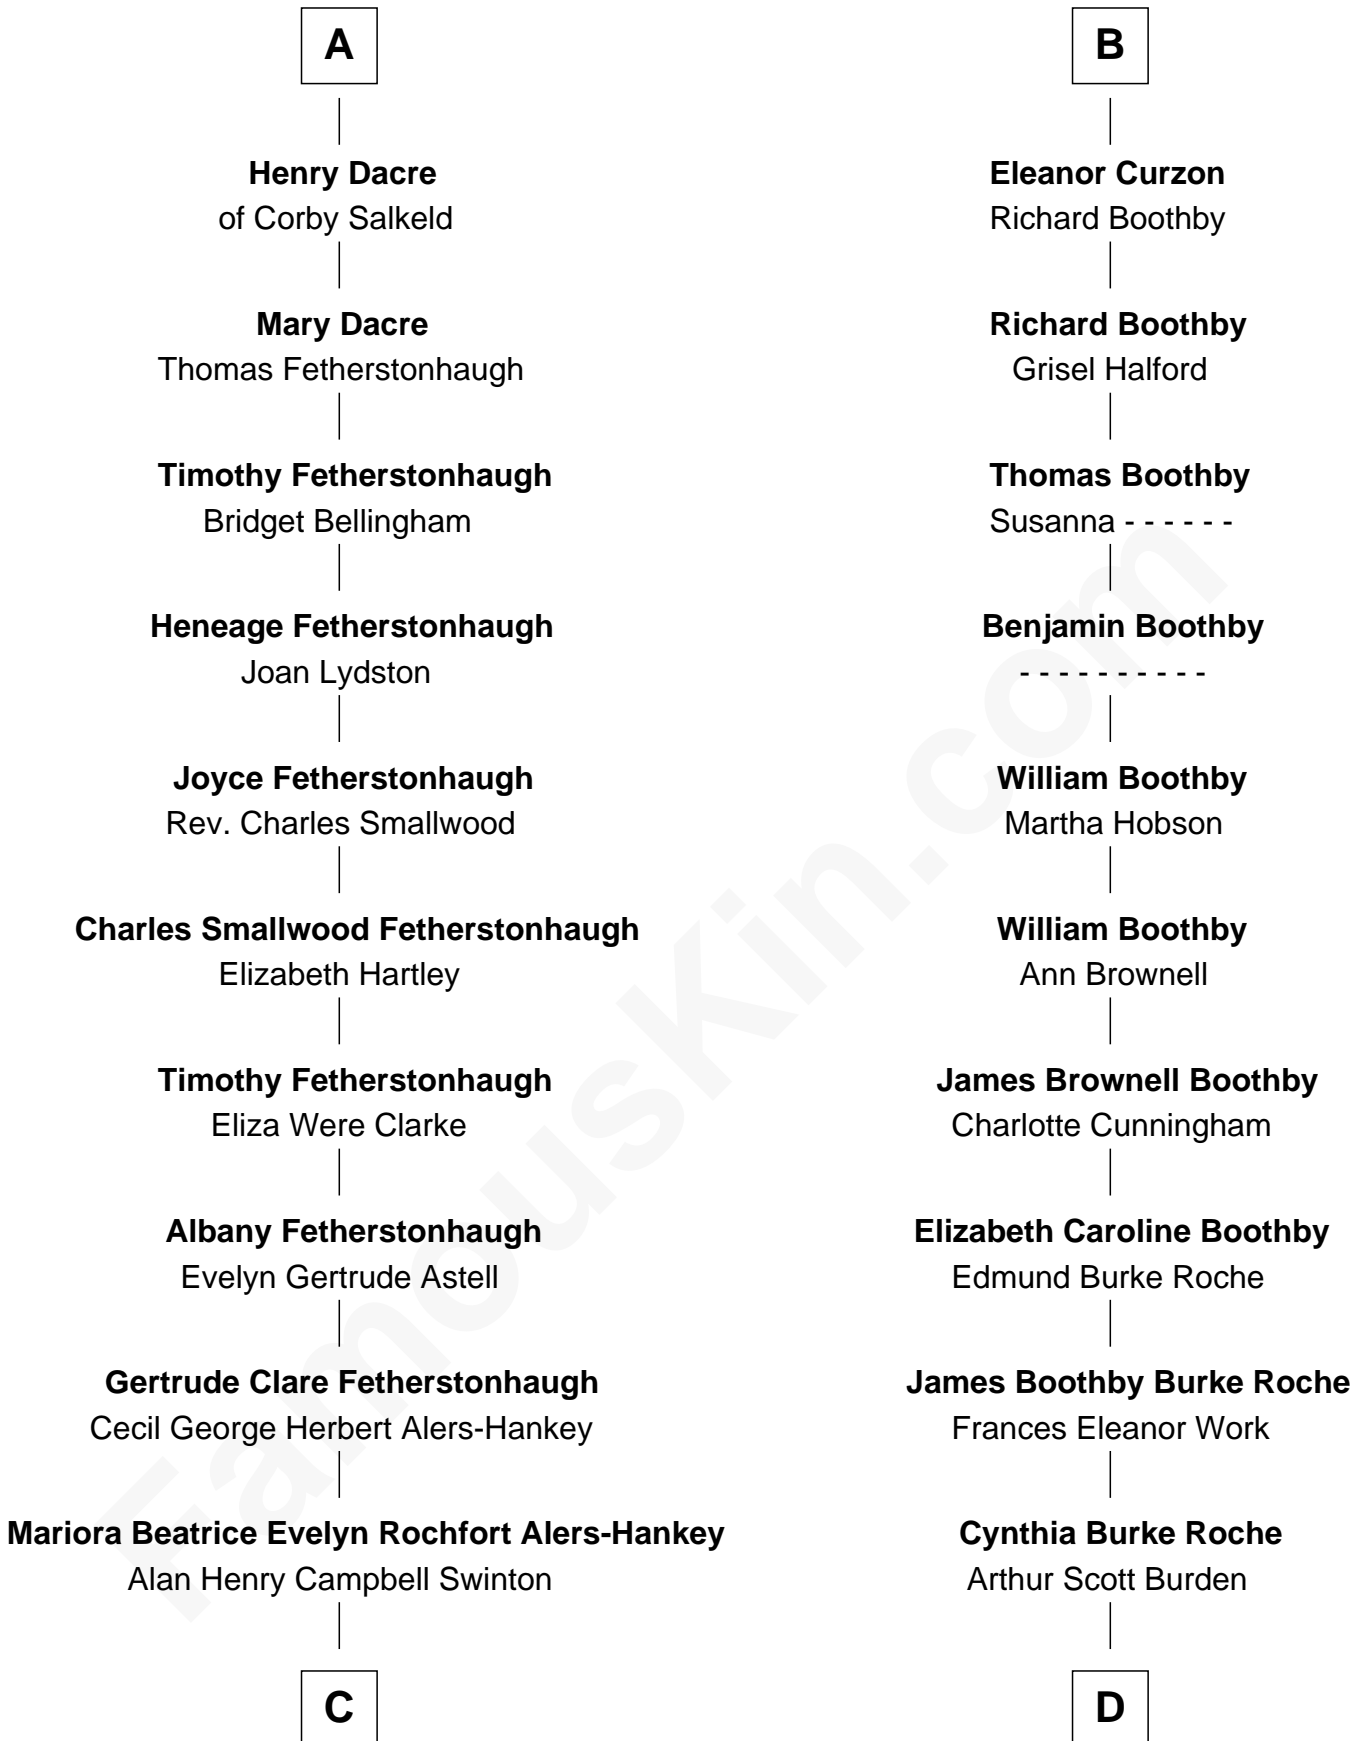 A
Henry Dacre
of Corby Salkeld
Mary Dacre
Thomas Fetherstonhaugh
Timothy Fetherstonhaugh
Bridget Bellingham
Heneage Fetherstonhaugh
Joan Lydston
Joyce Fetherstonhaugh
Rev. Charles Smallwood
Charles Smallwood Fetherstonhaugh
Elizabeth Hartley
Timothy Fetherstonhaugh
Eliza Were Clarke
Albany Fetherstonhaugh
Evelyn Gertrude Astell
Gertrude Clare Fetherstonhaugh
Cecil George Herbert Alers-Hankey
Mariora Beatrice Evelyn Rochfort Alers-Hankey
Alan Henry Campbell Swinton
C
B
Eleanor Curzon
Richard Boothby
Richard Boothby
Grisel Halford
Thomas Boothby
Susanna - - - - - -
Benjamin Boothby
- - - - - - - - - -
William Boothby
Martha Hobson
William Boothby
Ann Brownell
James Brownell Boothby
Charlotte Cunningham
Elizabeth Caroline Boothby
Edmund Burke Roche
James Boothby Burke Roche
Frances Eleanor Work
Cynthia Burke Roche
Arthur Scott Burden
D
FamousKin.com